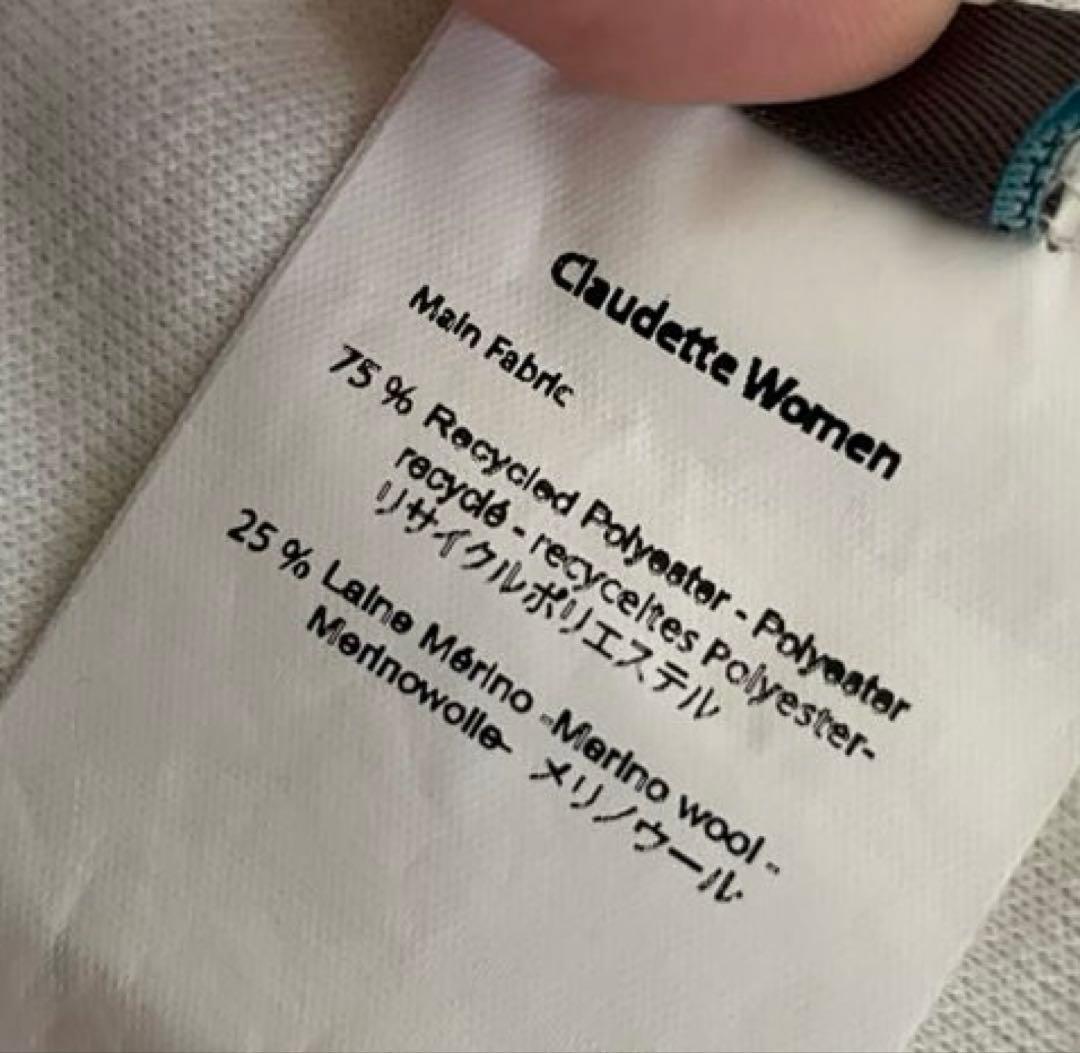 Claudette Women
Main Fabric
75 % Recycled Polyester - Polyester
recyclé - recyceltes Polyester-
リサイクルポリエステル
25 % Laine Mérino -Merino wool -
Merinowolle- メリノウール